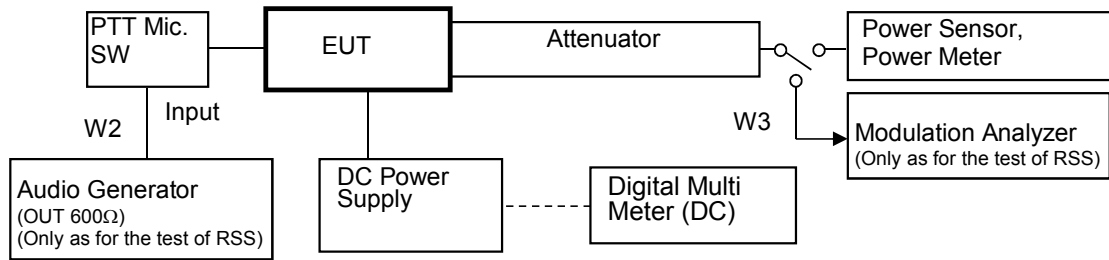 PTT Mic.
SW
EUT
Attenuator
Power Sensor,
Power Meter
W2
Input
W3
Modulation Analyzer
(Only as for the test of RSS)
Audio Generator
(OUT 600Ω)
(Only as for the test of RSS)
DC Power
Supply
Digital Multi
Meter (DC)